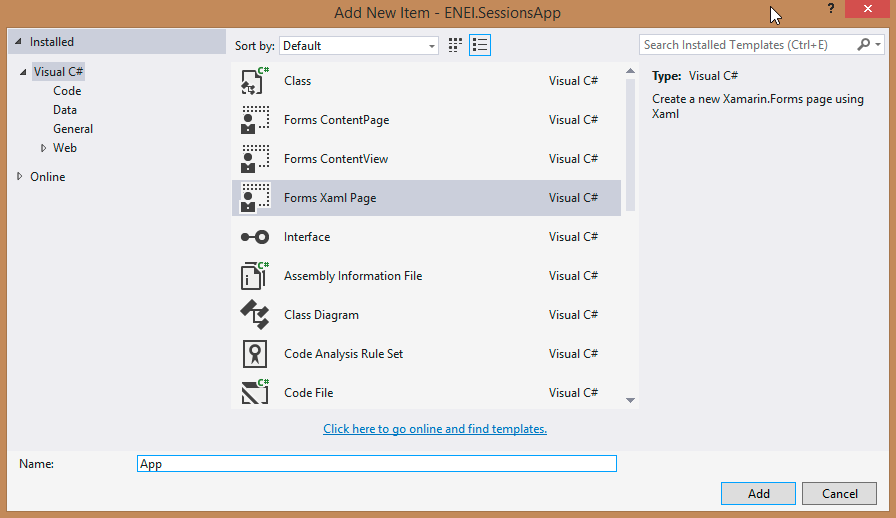 Add New Item - ENEI.SessionsApp
?
Installed
Sort by: Default
Search Installed Templates (Ctrl+E)
Visual C#
Code
Data
General
Web
Online
Class Visual C#
Forms ContentPage Visual C#
Forms ContentView Visual C#
Forms Xaml Page Visual C#
Interface Visual C#
Assembly Information File Visual C#
Class Diagram Visual C#
Code Analysis Rule Set Visual C#
Code File Visual C#
Type: Visual C#
Create a new Xamarin.Forms page using
Xaml
Click here to go online and find templates.
Name: App
Add Cancel